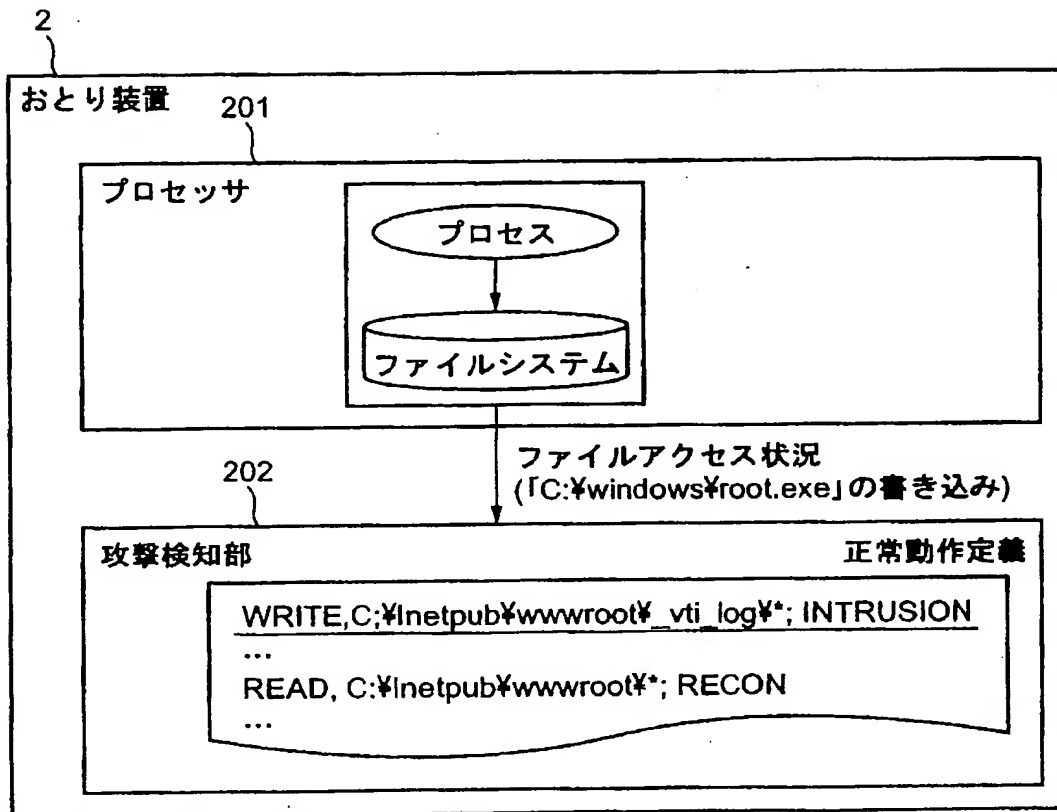 2
おとり装置
201
プロセッサ
プロセス
ファイルシステム
ファイルアクセス状況
(「C:¥windows¥root.exe」の書き込み)
202
攻撃検知部
正常動作定義
WRITE,C;¥Inetpub¥wwwroot¥_vti_log¥*; INTRUSION
...
READ, C:¥Inetpub¥wwwroot¥*; RECON
...